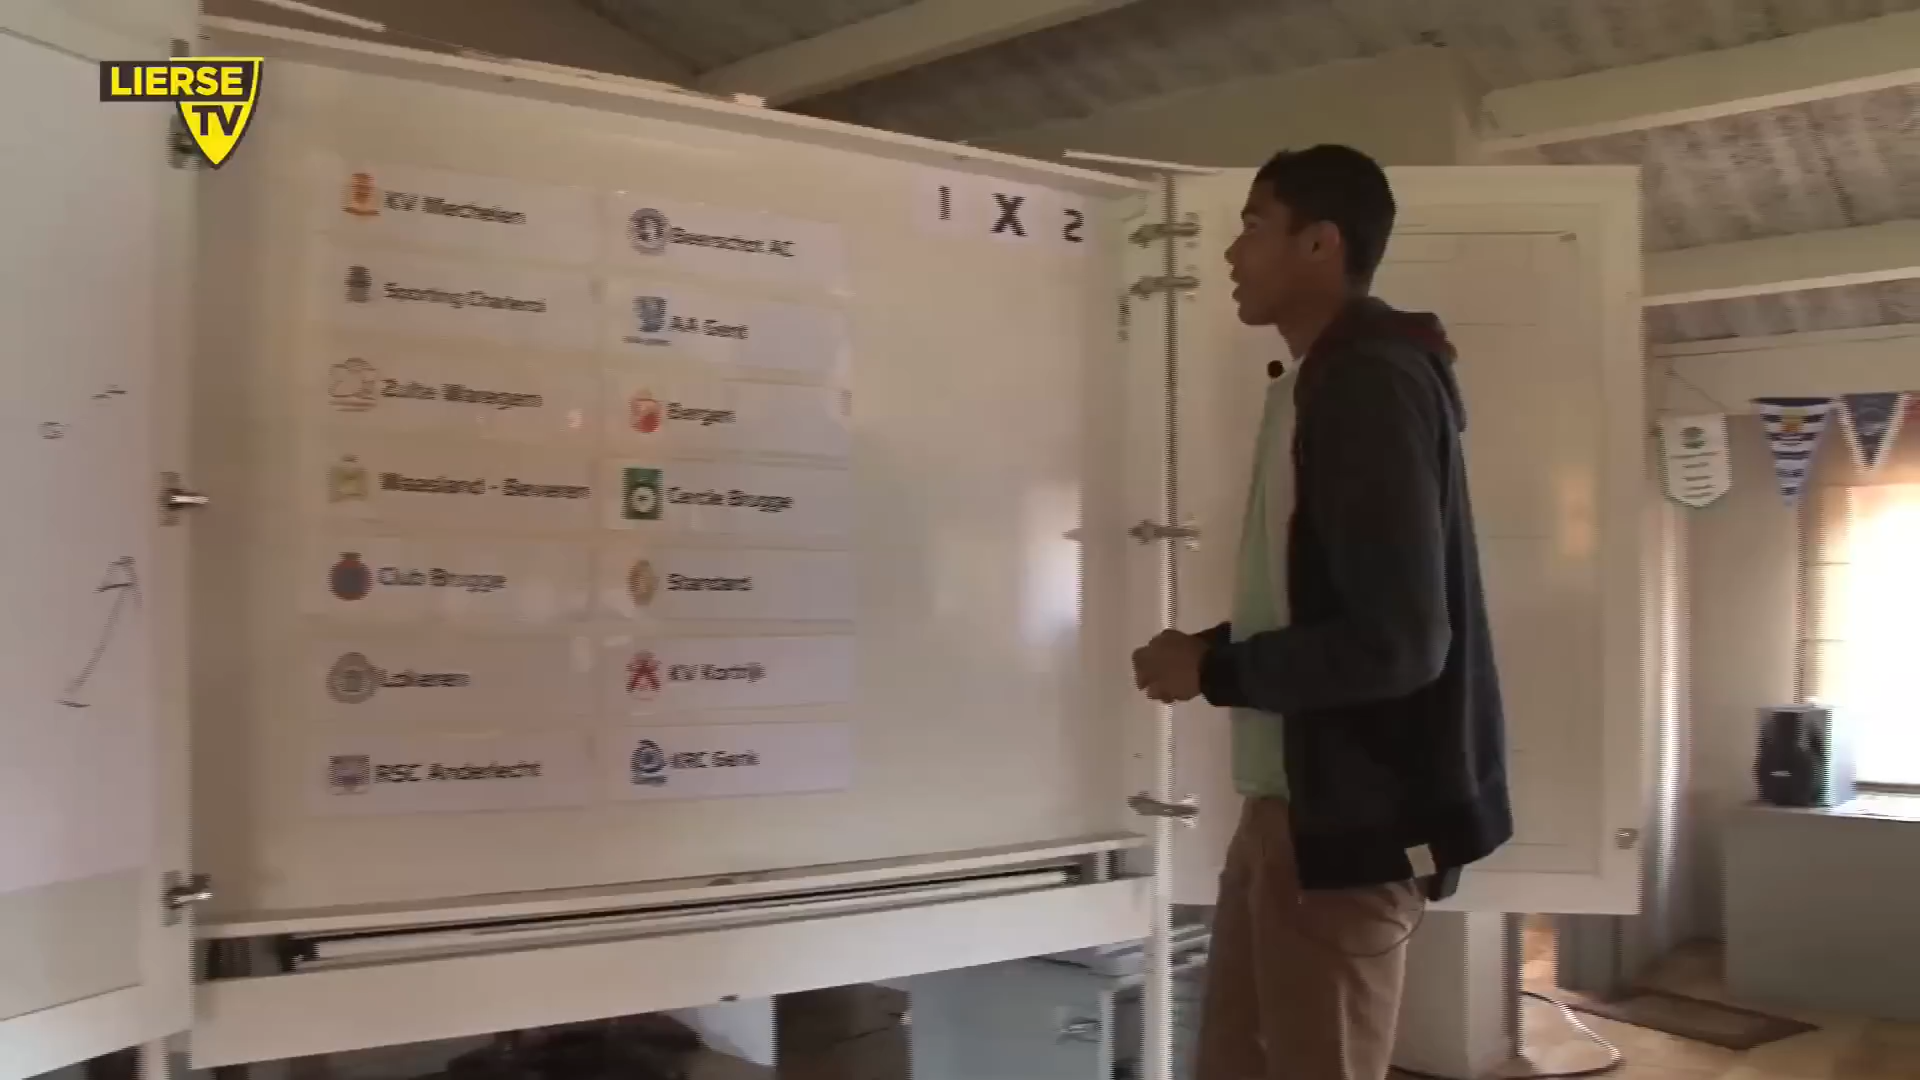 LIERSE
TV
1 X 2
KV Mechelen Beerschot AC
Sporting Charleroi AA Gent
Zulte Waregem Bergen
Waasland - Beveren Cercle Brugge
Club Brugge Standard
Lokeren KV Kortrijk
RSC Anderlecht KRC Genk